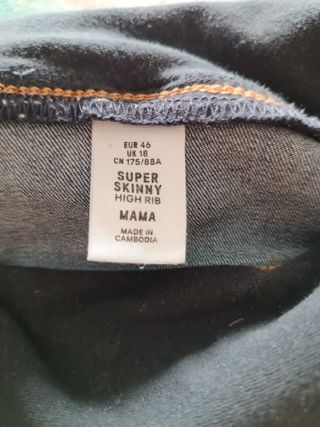 EUR 46
UK 18
CN 175/88A
SUPER
SKINNY
HIGH RIB
MAMA
MADE IN
CAMBODIA